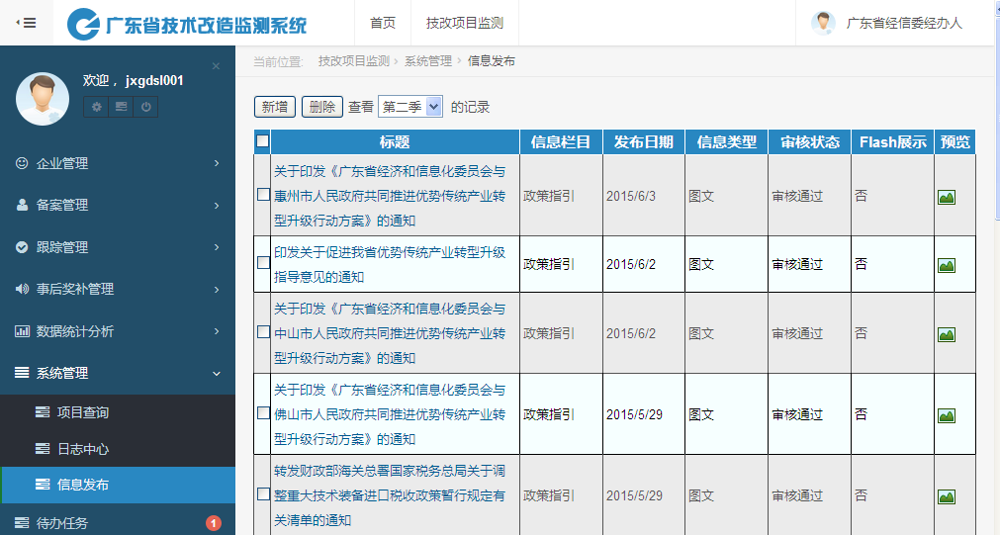 广东省技术改造监测系统
首页
技改项目监测
广东省经信委经办人
欢迎， jxgdsl001
企业管理
备案管理
跟踪管理
事后奖补管理
数据统计分析
系统管理
项目查询
日志中心
信息发布
待办任务 1
当前位置: 技改项目监测 系统管理 信息发布
新增 删除 查看 第二季 的记录
标题 信息栏目 发布日期 信息类型 审核状态 Flash展示 预览
关于印发《广东省经济和信息化委员会与
惠州市人民政府共同推进优势传统产业转 政策指引 2015/6/3 图文 审核通过 否
型升级行动方案》的通知
印发关于促进我省优势传统产业转型升级
指导意见的通知 政策指引 2015/6/2 图文 审核通过 否
关于印发《广东省经济和信息化委员会与
中山市人民政府共同推进优势传统产业转 政策指引 2015/6/2 图文 审核通过 否
型升级行动方案》的通知
关于印发《广东省经济和信息化委员会与
佛山市人民政府共同推进优势传统产业转 政策指引 2015/5/29 图文 审核通过 否
型升级行动方案》的通知
转发财政部海关总署国家税务总局关于调
整重大技术装备进口税收政策暂行规定有 政策指引 2015/5/29 图文 审核通过 否
关清单的通知